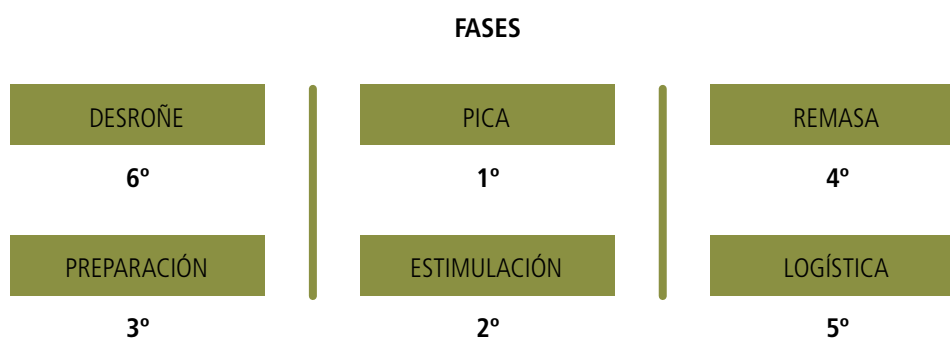 FASES
DESROÑE
PICA
REMASA
6º
1º
4º
PREPARACIÓN
ESTIMULACIÓN
LOGÍSTICA
3º
2º
5º